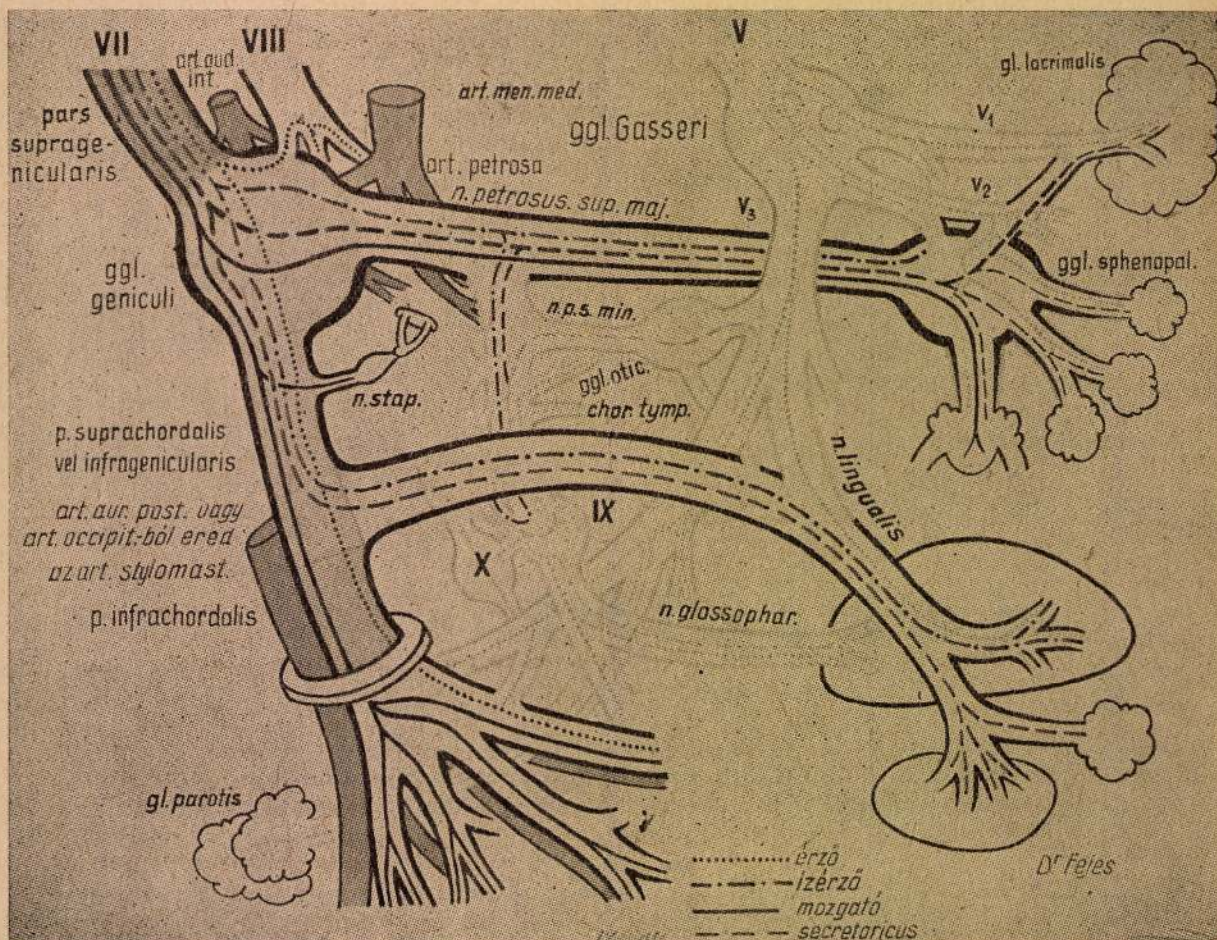 VII
VIII
V
art. aud.
int
art. men. med.
gl. lacrimalis
pars
suprage-
nicularis
ggl. Gasseri
V₁
art. petrosa
n. petrosus. sup. maj.
V₂
V₃
ggl.
geniculi
ggl. sphenopal.
n.p.s. min.
ggl. otic.
n. stap.
chor. tymp.
p. suprachordalis
vel infragenicularis
n. lingualis
art. aur. post. vagy
art. occipit.-ból ered
az art. stylomast.
IX
X
p. infrachordalis
n. glossophar.
gl. parotis
érző
ízérző
mozgató
secretoricus
Dr Fejes